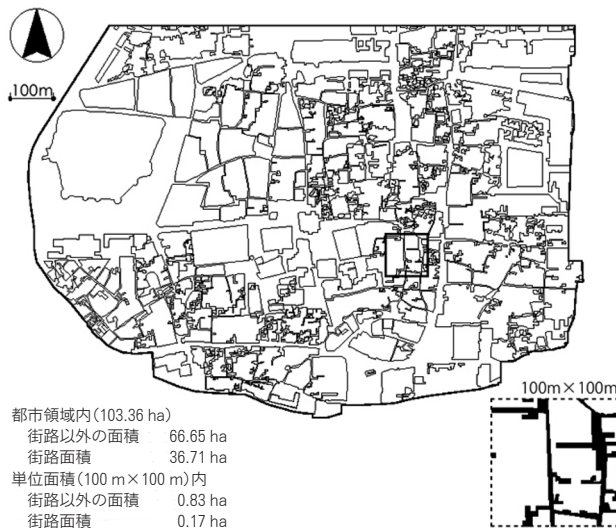 100m
都市領域内(103.36 ha)
街路以外の面積 66.65 ha
街路面積 36.71 ha
単位面積(100 m×100 m)内
街路以外の面積 0.83 ha
街路面積 0.17 ha
100m×100m